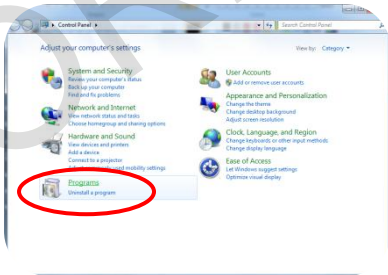 Control Panel
Search Control Panel
Adjust your computer's settings
View by: Category
System and Security
Review your computer's status
Back up your computer
Find and fix problems
Network and Internet
View network status and tasks
Choose homegroup and sharing options
Hardware and Sound
View devices and printers
Add a device
Connect to a projector
mobility settings
Programs
Uninstall a program
User Accounts
Add or remove user accounts
Appearance and Personalization
Change the theme
Change desktop background
Adjust screen resolution
Clock, Language, and Region
Change keyboards or other input methods
Change display language
Ease of Access
Let Windows suggest settings
Optimize visual display